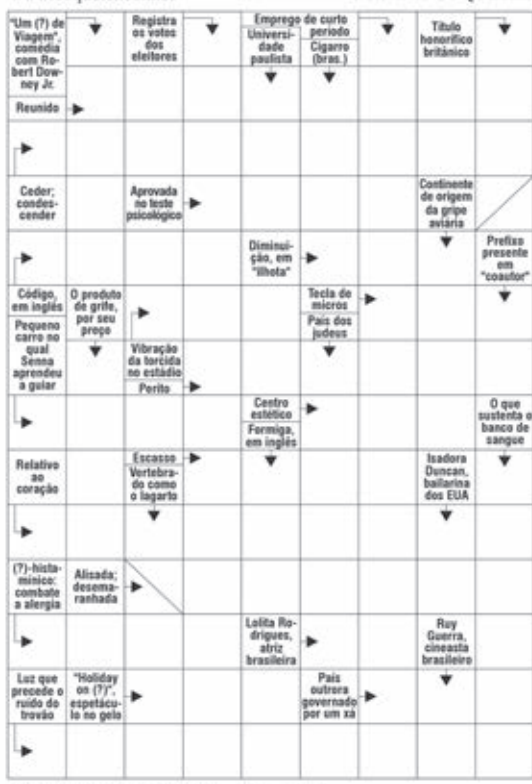 "Um (?) de
Viagem",
comédia
com Ro-
bert Dow-
ney Jr.
Reunido
Registra
os votos
dos
eleitores
Emprego de curto
período
Universi-
dade
paulista
Cigarro
(bras.)
Título
honorífico
britânico
Ceder;
condes-
cender
Aprovada
no teste
psicológico
Continente
de origem
da gripe
aviária
Diminui-
ção, em
"ilhota"
Prefixo
presente
em
"coautor"
Código,
em inglês
Pequeno
carro no
qual
Senna
aprendeu
a guiar
O produto
de grife,
por seu
preço
Vibração
da torcida
no estádio
Perito
Tecla de
micros
País dos
judeus
Centro
estético
Formiga,
em inglês
O que
sustenta o
banco de
sangue
Relativo
ao
coração
Escasso
Vertebra-
do como
o lagarto
Isadora
Duncan,
bailarina
dos EUA
(?)-hista-
mínico:
combate
a alergia
Alisada;
desema-
ranhada
Lolita Ro-
drigues,
atriz
brasileira
Ruy
Guerra,
cineasta
brasileiro
Luz que
precede o
ruído do
trovão
"Holiday
on (?)",
espetácu-
lo no gelo
País
outrora
governado
por um xá